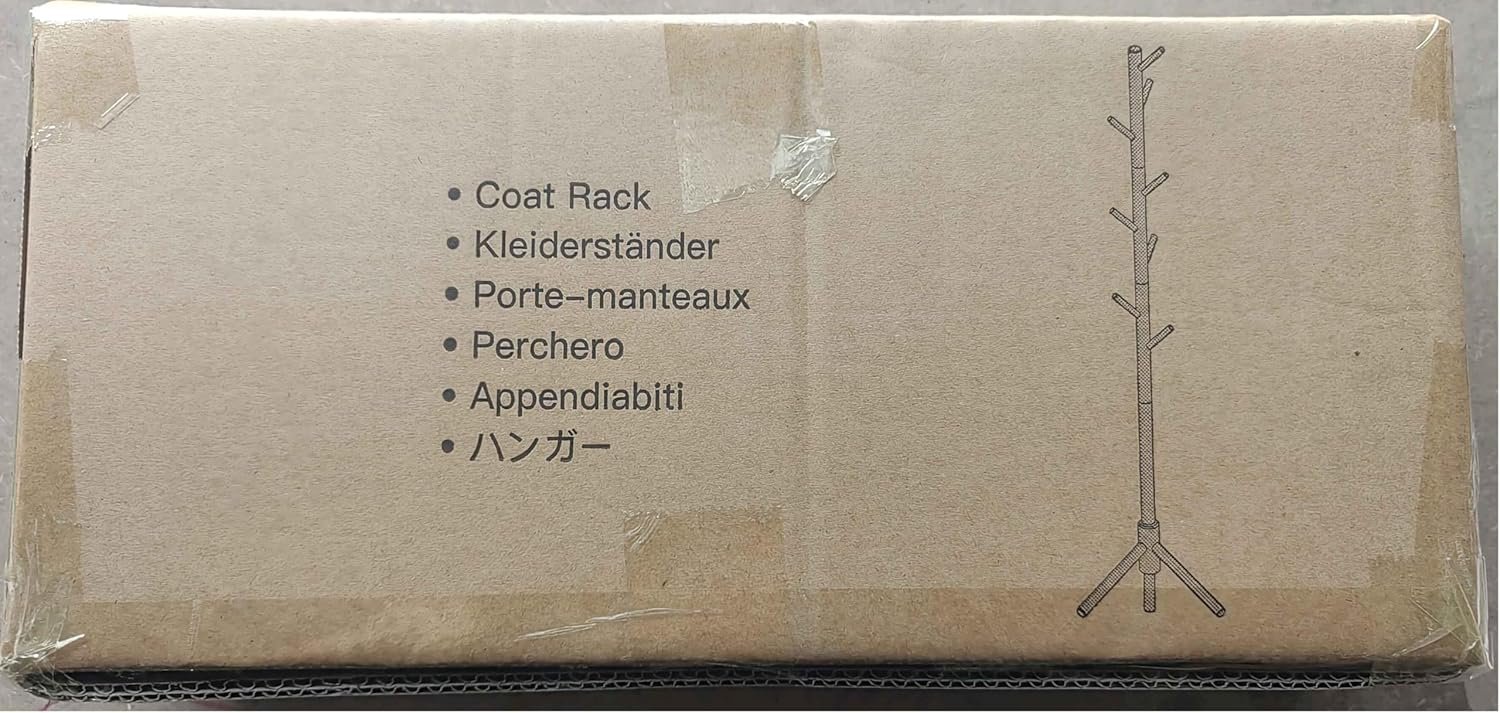 • Coat Rack
• Kleiderständer
• Porte-manteaux
• Perchero
• Appendiabiti
• ハンガー